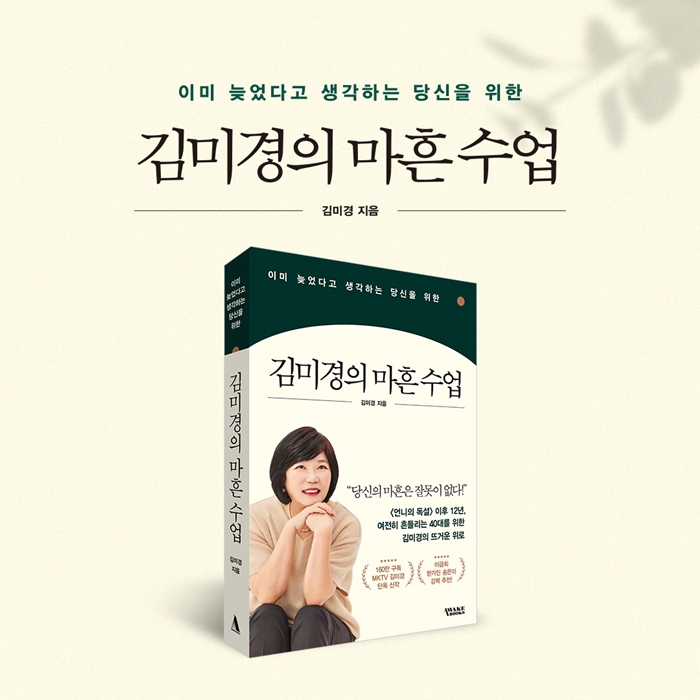 이미 늦었다고 생각하는 당신을 위한
김미경의 마흔 수업
김미경 지음
이미 늦었다고 생각하는 당신을 위한
김미경의 마흔 수업
김미경 지음
“당신의 마흔은 잘못이 없다!”
〈언니의 독설〉 이후 12년,
여전히 흔들리는 40대를 위한
김미경의 뜨거운 위로
160만 구독
MKTV 김미경
단독 신작
이금희
한가인 송은이
강력 추천!
AWAKE
BOOKS
이미
늦었다고
생각하는
당신을
위한
김미경의 마흔 수업
김미경
지음